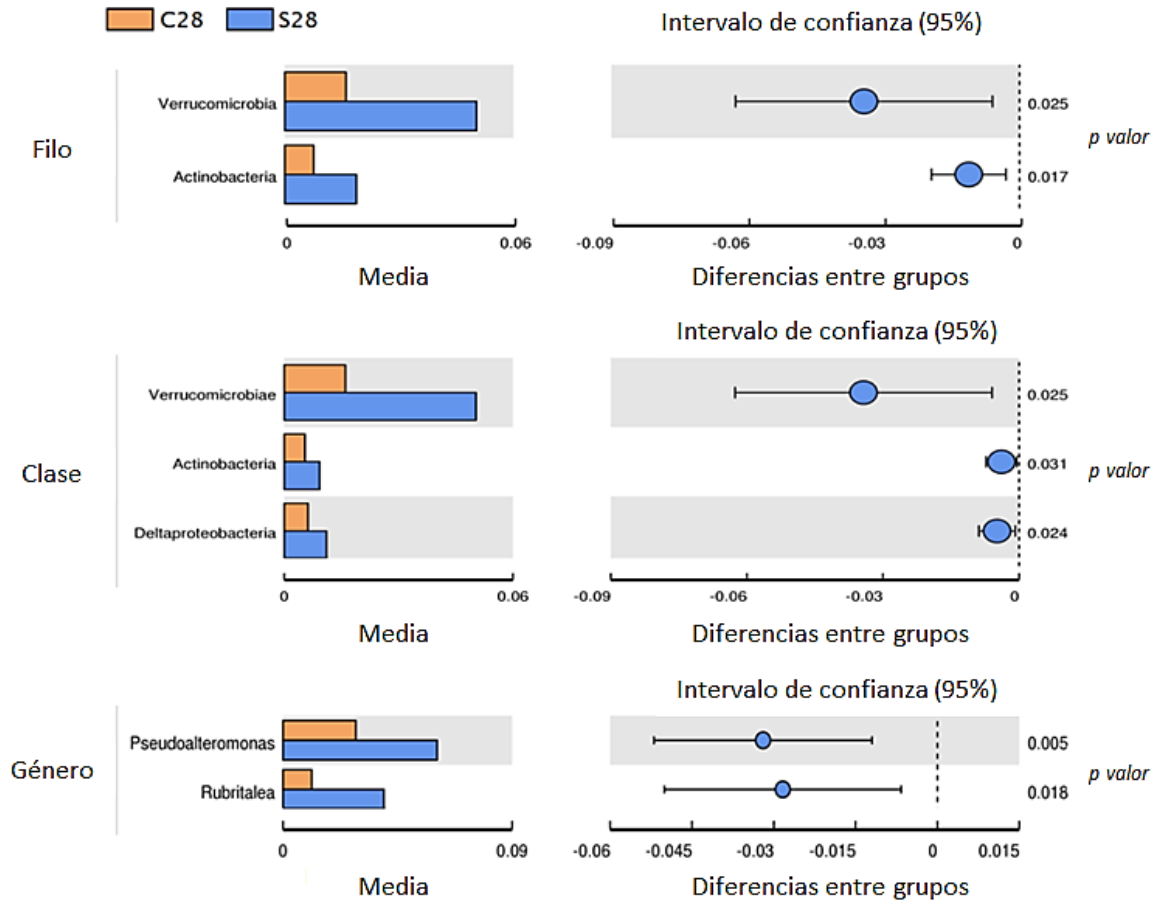 C28 S28
Intervalo de confianza (95%)
Filo
Verrucomicrobia
0.025
Actinobacteria
0.017
p valor
0 0.06
-0.09 -0.06 -0.03 0
Media
Diferencias entre grupos
Intervalo de confianza (95%)
Clase
Verrucomicrobiae
0.025
Actinobacteria
0.031
p valor
Deltaproteobacteria
0.024
0 0.06
-0.09 -0.06 -0.03 0
Media
Diferencias entre grupos
Intervalo de confianza (95%)
Género
Pseudoalteromonas
0.005
Rubritalea
0.018
p valor
0 0.09
-0.06 -0.045 -0.03 -0.015 0 0.015
Media
Diferencias entre grupos